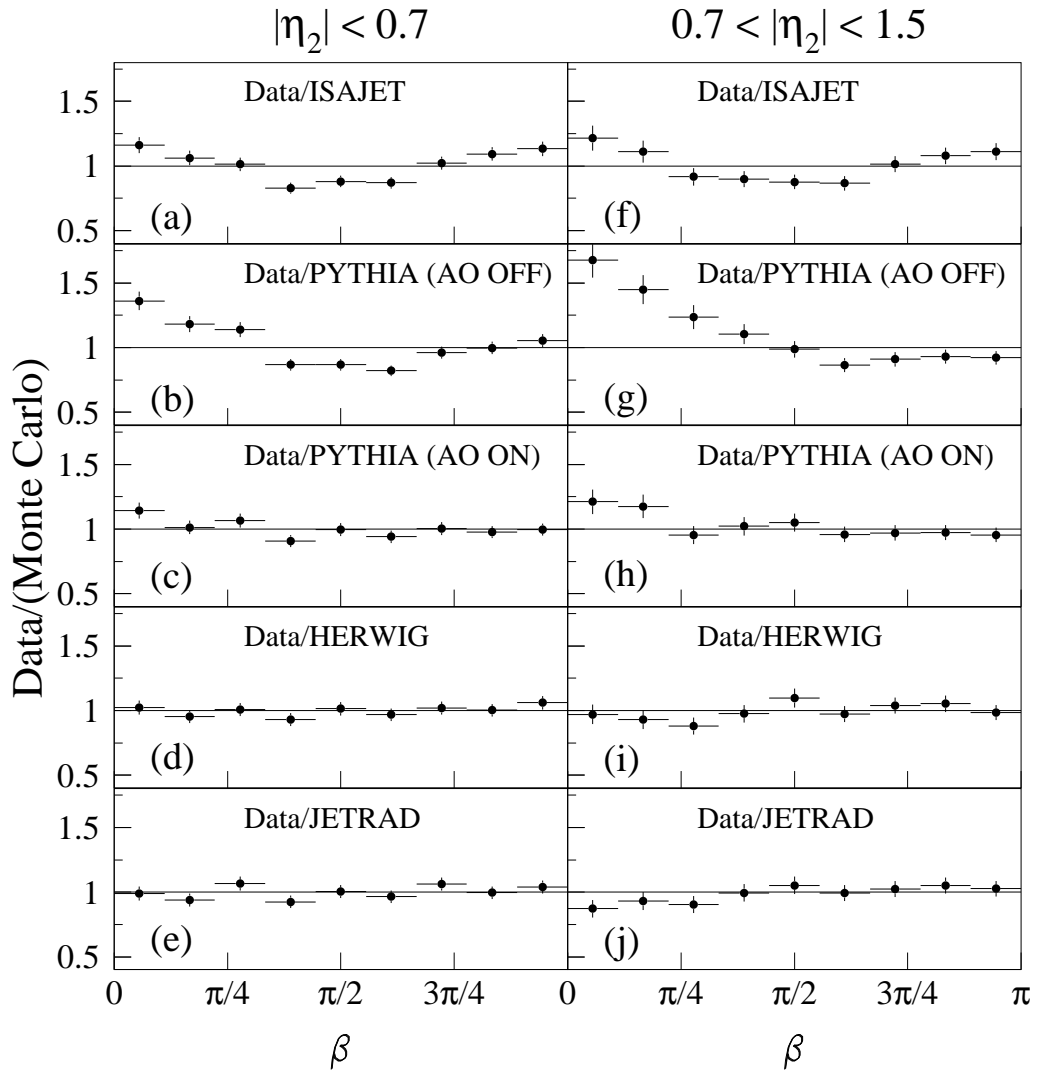 |η₂| < 0.7
0.7 < |η₂| < 1.5
Data/(Monte Carlo)
1.5
1
0.5
Data/ISAJET
(a)
Data/ISAJET
(f)
1.5
1
0.5
Data/PYTHIA (AO OFF)
(b)
Data/PYTHIA (AO OFF)
(g)
1.5
1
0.5
Data/PYTHIA (AO ON)
(c)
Data/PYTHIA (AO ON)
(h)
1.5
1
0.5
Data/HERWIG
(d)
Data/HERWIG
(i)
1.5
1
0.5
Data/JETRAD
(e)
Data/JETRAD
(j)
0 π/4 π/2 3π/4 0 π/4 π/2 3π/4 π
β
β